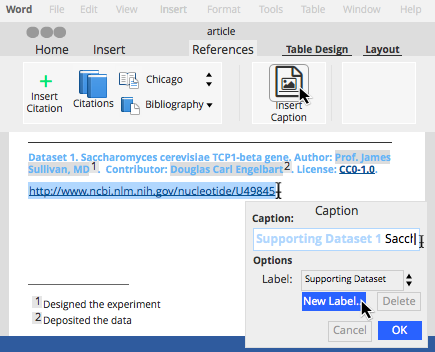 Word File Edit View Insert Format Tools Table Window Help
article
Home Insert References Table Design Layout
Insert Citation
Citations
Chicago
Bibliography
Insert Caption
Dataset 1. Saccharomyces cerevisiae TCP1-beta gene. Author: Prof. James
Sullivan, MD1. Contributor: Douglas Carl Engelbart2. License: CC0-1.0.
http://www.ncbi.nlm.nih.gov/nucleotide/U49845
1 Designed the experiment
2 Deposited the data
Caption
Caption:
Supporting Dataset 1 Sacch
Options
Label: Supporting Dataset
New Label... Delete
Cancel OK